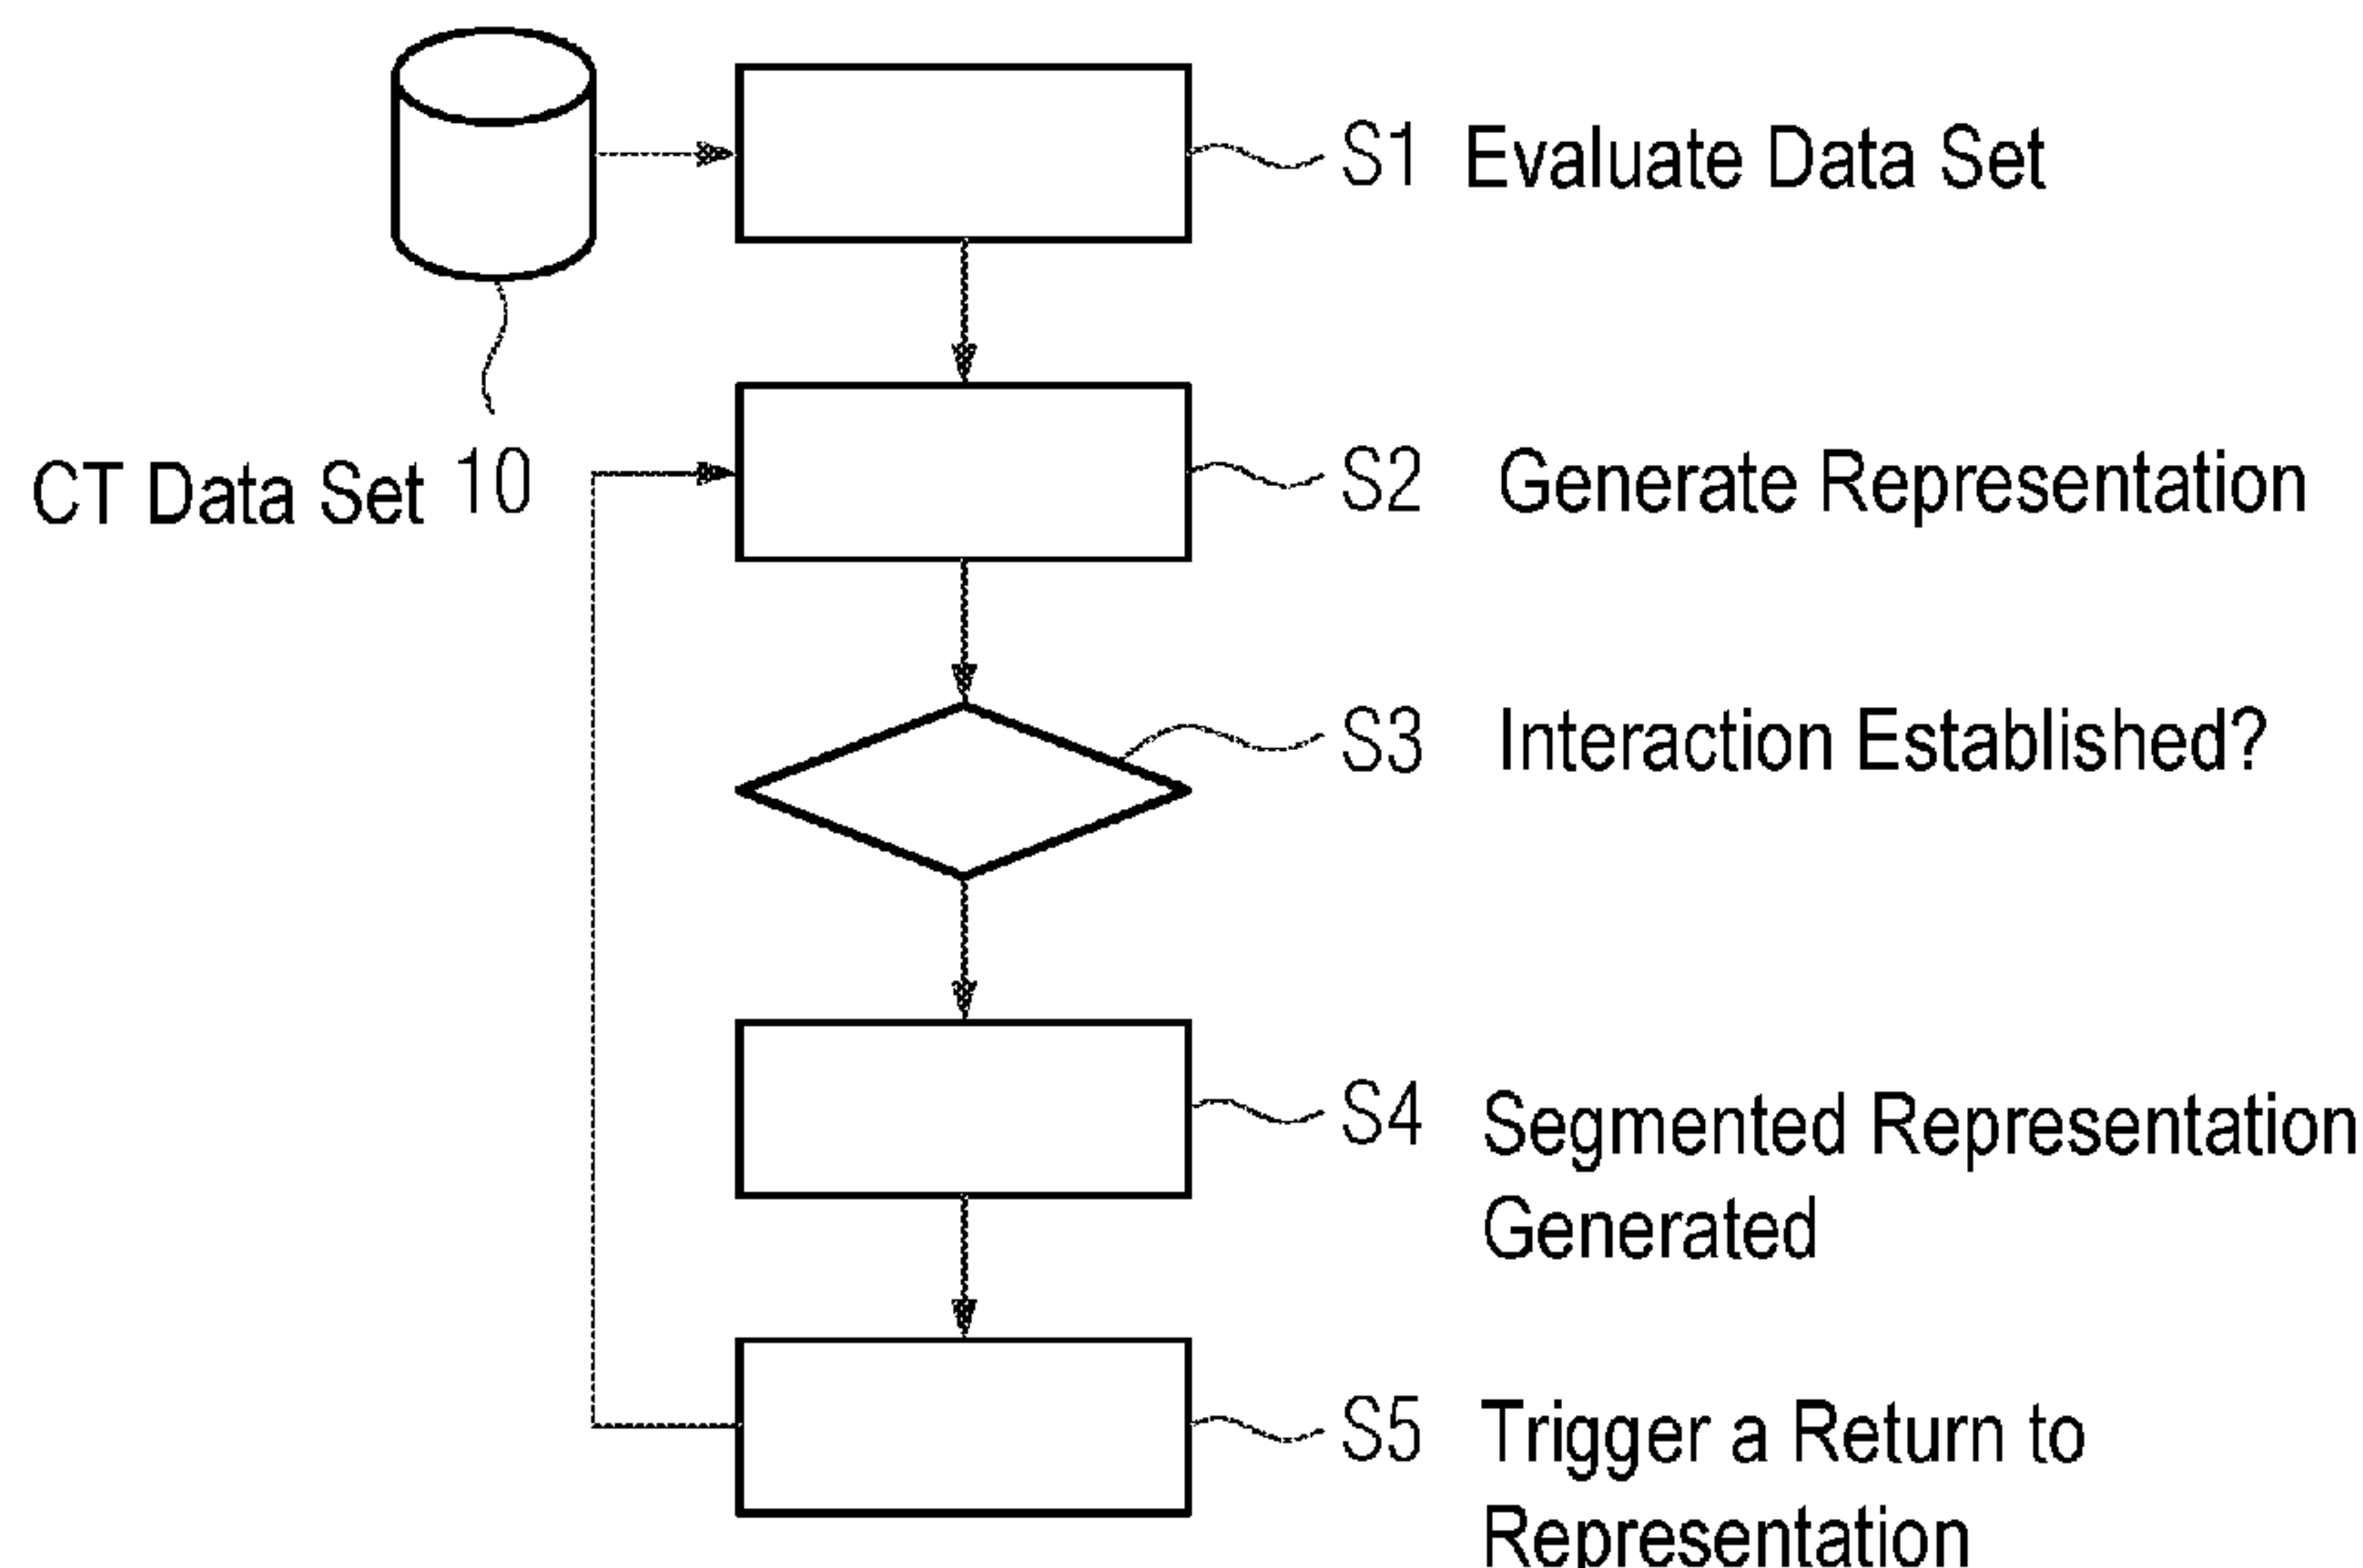 S1 Evaluate Data Set
CT Data Set 10
S2 Generate Representation
S3 Interaction Established?
S4 Segmented Representation
Generated
S5 Trigger a Return to
Representation